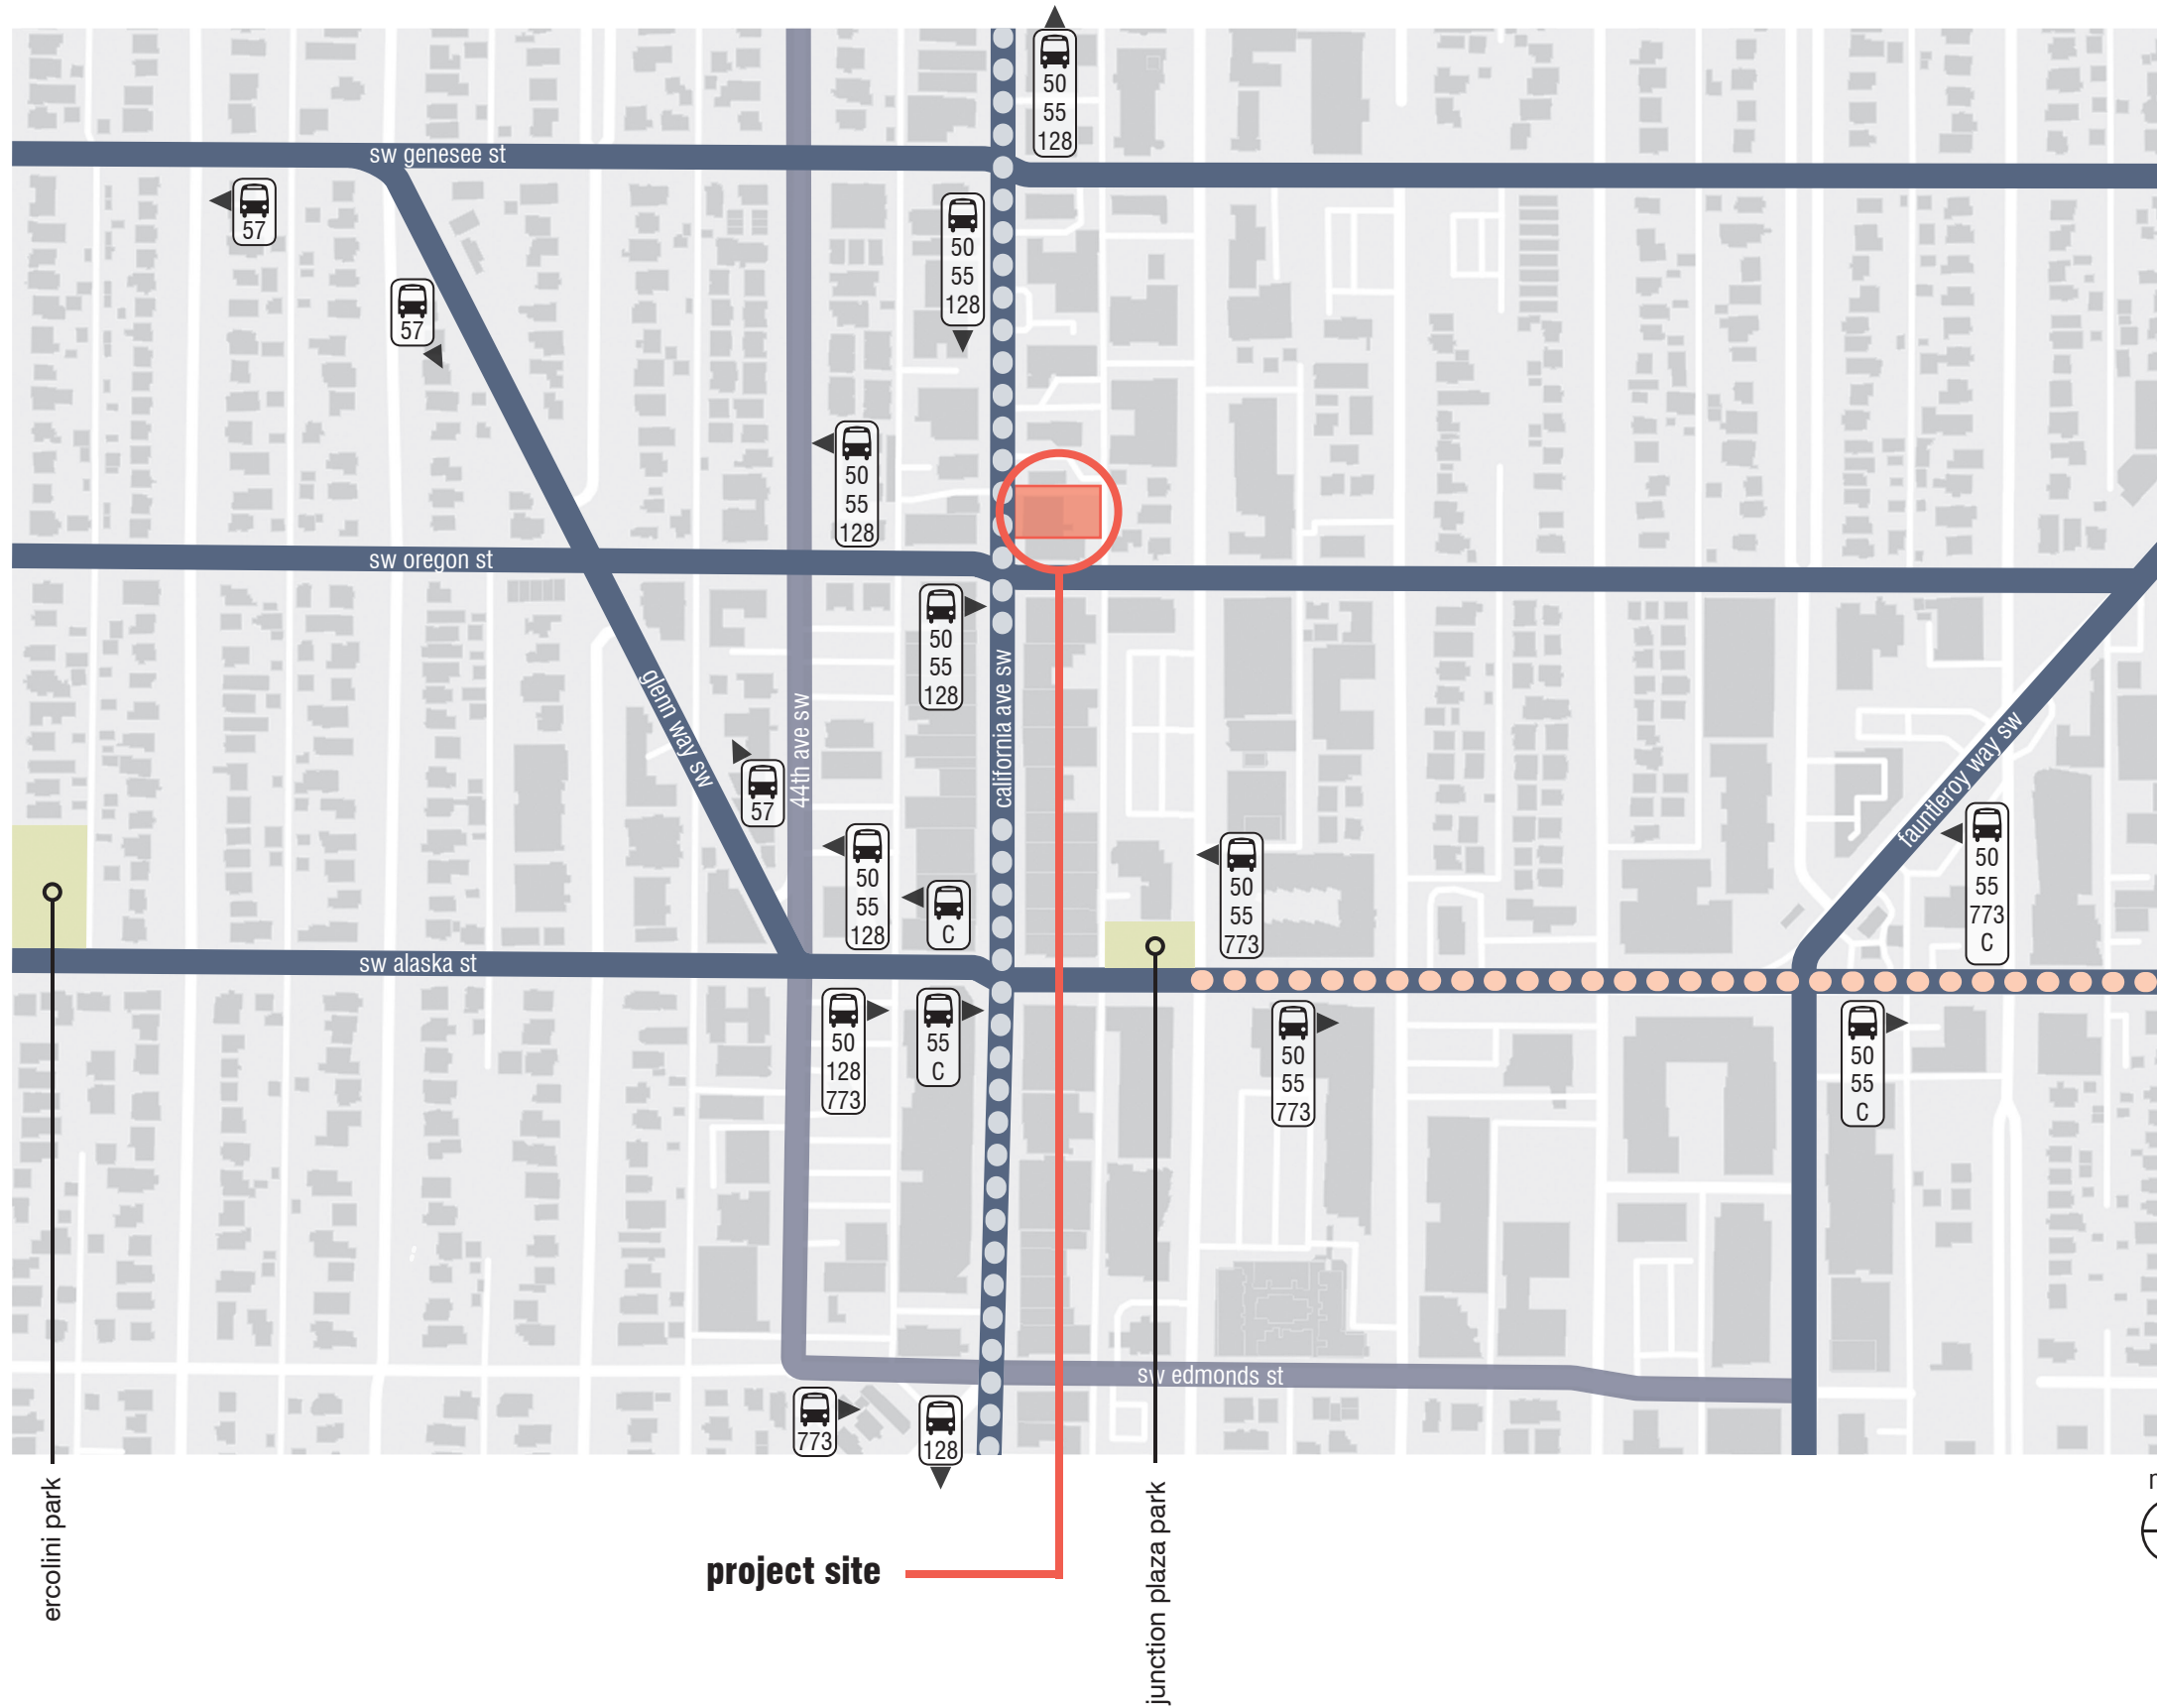 50
55
128
sw genesee st
57
50
55
128
57
50
55
128
sw oregon st
50
55
128
glenn way sw
44th ave sw
california ave sw
fauntleroy way sw
57
50
55
128
C
50
55
773
50
55
773
C
sw alaska st
50
128
773
55
C
50
55
773
50
55
C
sw edmonds st
773
128
ercolini park
junction plaza park
project site